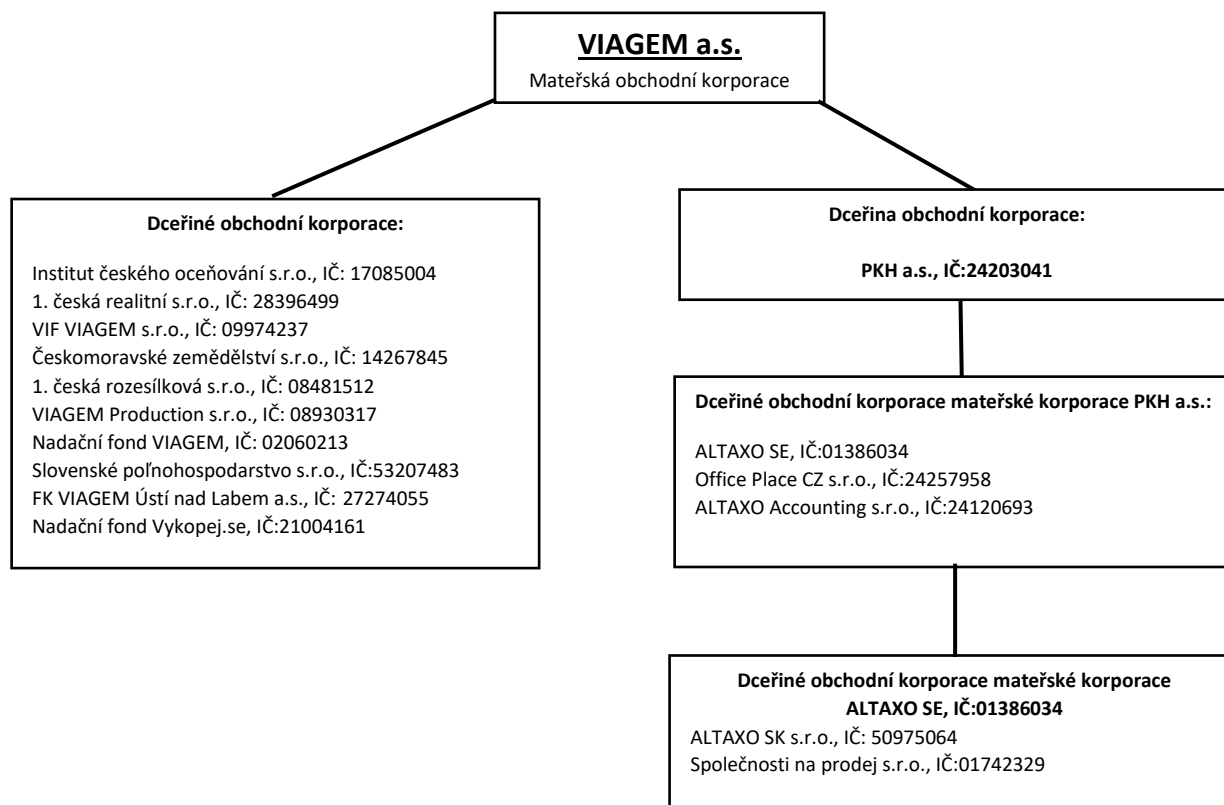 VIAGEM a.s.
Mateřská obchodní korporace
Dceřiné obchodní korporace:
Institut českého oceňování s.r.o., IČ: 17085004
1. česká realitní s.r.o., IČ: 28396499
VIF VIAGEM s.r.o., IČ: 09974237
Českomoravské zemědělství s.r.o., IČ: 14267845
1. česká rozesílková s.r.o., IČ: 08481512
VIAGEM Production s.r.o., IČ: 08930317
Nadační fond VIAGEM, IČ: 02060213
Slovenské poľnohospodarstvo s.r.o., IČ:53207483
FK VIAGEM Ústí nad Labem a.s., IČ: 27274055
Nadační fond Vykopej.se, IČ:21004161
Dceřina obchodní korporace:
PKH a.s., IČ:24203041
Dceřiné obchodní korporace mateřské korporace PKH a.s.:
ALTAXO SE, IČ:01386034
Office Place CZ s.r.o., IČ:24257958
ALTAXO Accounting s.r.o., IČ:24120693
Dceřiné obchodní korporace mateřské korporace
ALTAXO SE, IČ:01386034
ALTAXO SK s.r.o., IČ: 50975064
Společnosti na prodej s.r.o., IČ:01742329